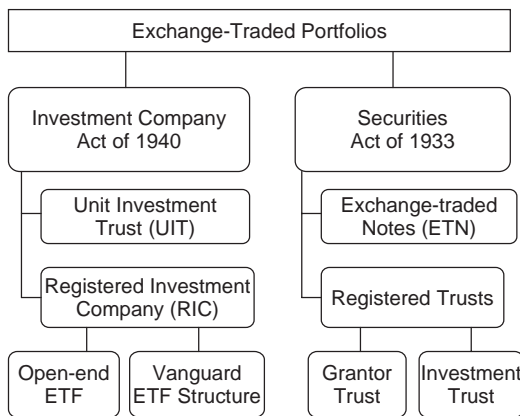 Exchange-Traded Portfolios
Investment Company
Act of 1940
Securities
Act of 1933
Unit Investment
Trust (UIT)
Exchange-traded
Notes (ETN)
Registered Investment
Company (RIC)
Registered Trusts
Open-end
ETF
Vanguard
ETF Structure
Grantor
Trust
Investment
Trust